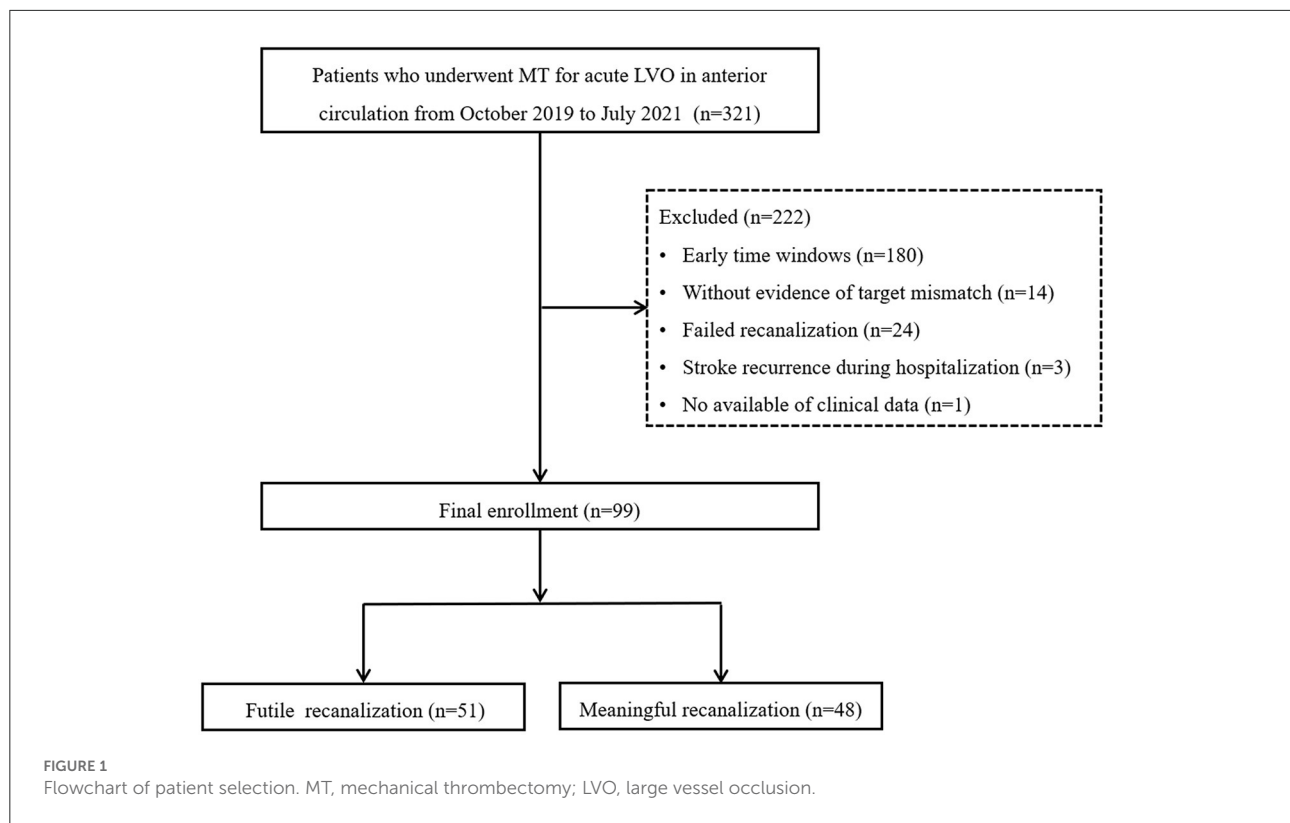 Patients who underwent MT for acute LVO in anterior
circulation from October 2019 to July 2021 (n=321)
Excluded (n=222)
• Early time windows (n=180)
• Without evidence of target mismatch (n=14)
• Failed recanalization (n=24)
• Stroke recurrence during hospitalization (n=3)
• No available of clinical data (n=1)
Final enrollment (n=99)
Futile recanalization (n=51)
Meaningful recanalization (n=48)
FIGURE 1
Flowchart of patient selection. MT, mechanical thrombectomy; LVO, large vessel occlusion.